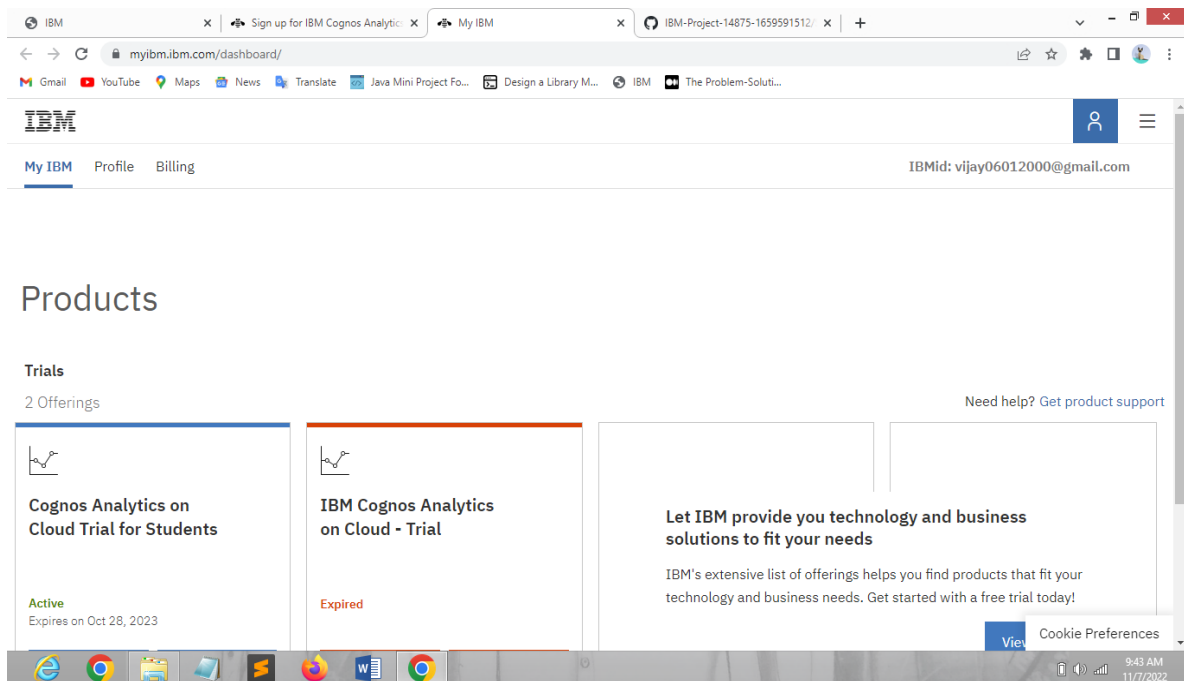 IBM
Sign up for IBM Cognos Analytic
My IBM
IBM-Project-14875-1659591512/
myibm.ibm.com/dashboard/
Gmail YouTube Maps News Translate Java Mini Project Fo... Design a Library M... IBM The Problem-Soluti...
IBM
My IBM Profile Billing IBMid: vijay06012000@gmail.com
Products
Trials
2 Offerings Need help? Get product support
Cognos Analytics on
Cloud Trial for Students
Active
Expires on Oct 28, 2023
IBM Cognos Analytics
on Cloud - Trial
Expired
Let IBM provide you technology and business
solutions to fit your needs
IBM's extensive list of offerings helps you find products that fit your
technology and business needs. Get started with a free trial today!
Cookie Preferences
9:43 AM
11/7/2022